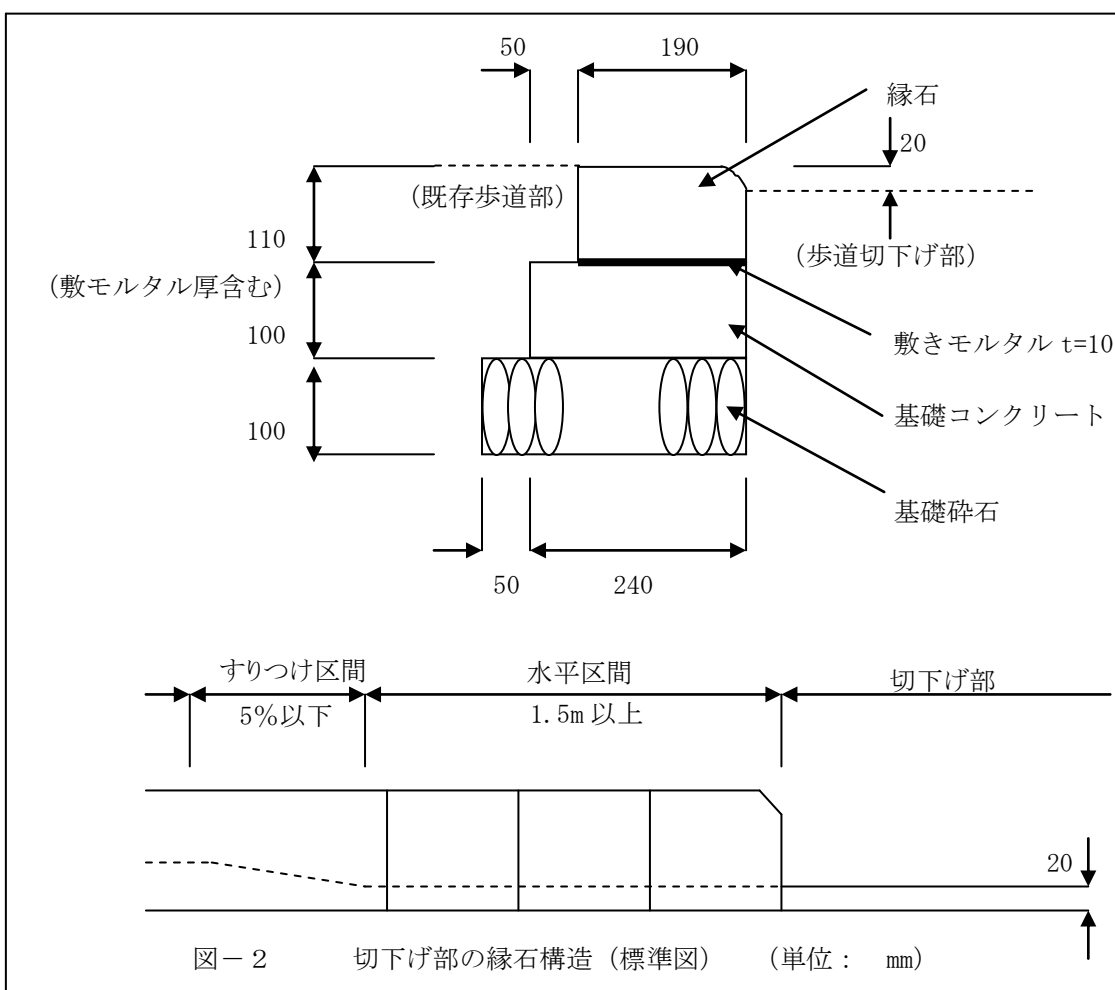 50
190
縁石
20
(既存歩道部)
110
(歩道切下げ部)
(敷モルタル厚含む)
100
敷きモルタル t=10
基礎コンクリート
100
基礎砕石
50
240
すりつけ区間
水平区間
切下げ部
5%以下
1.5m 以上
20
図-2 切下げ部の縁石構造(標準図) (単位: mm)